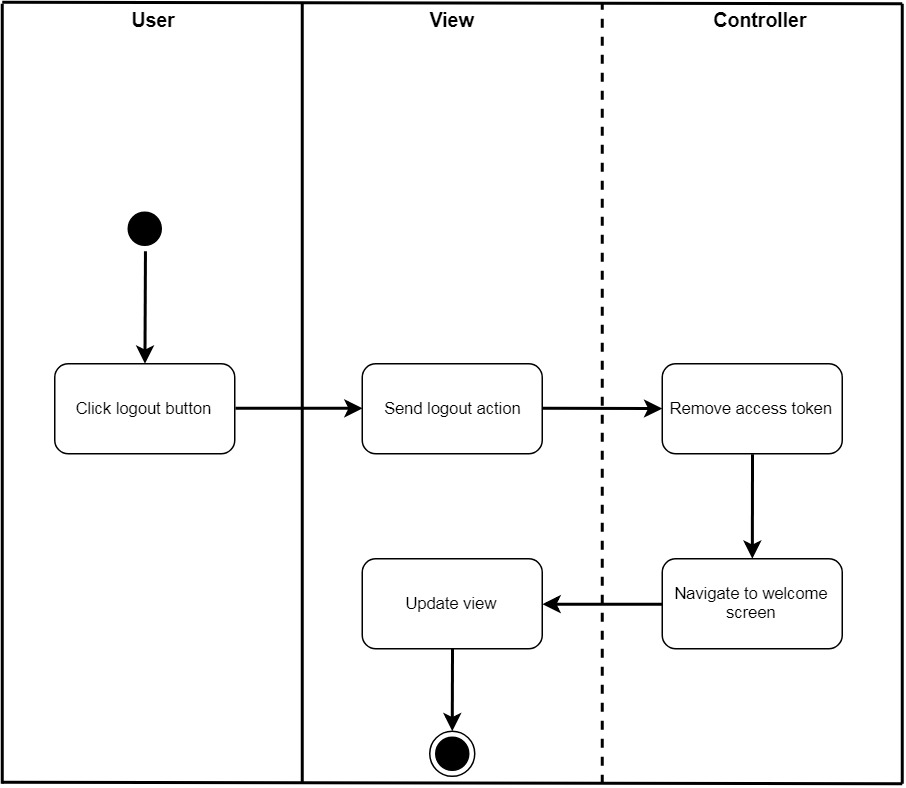 User
View
Controller
Click logout button
Send logout action
Remove access token
Update view
Navigate to welcome
screen